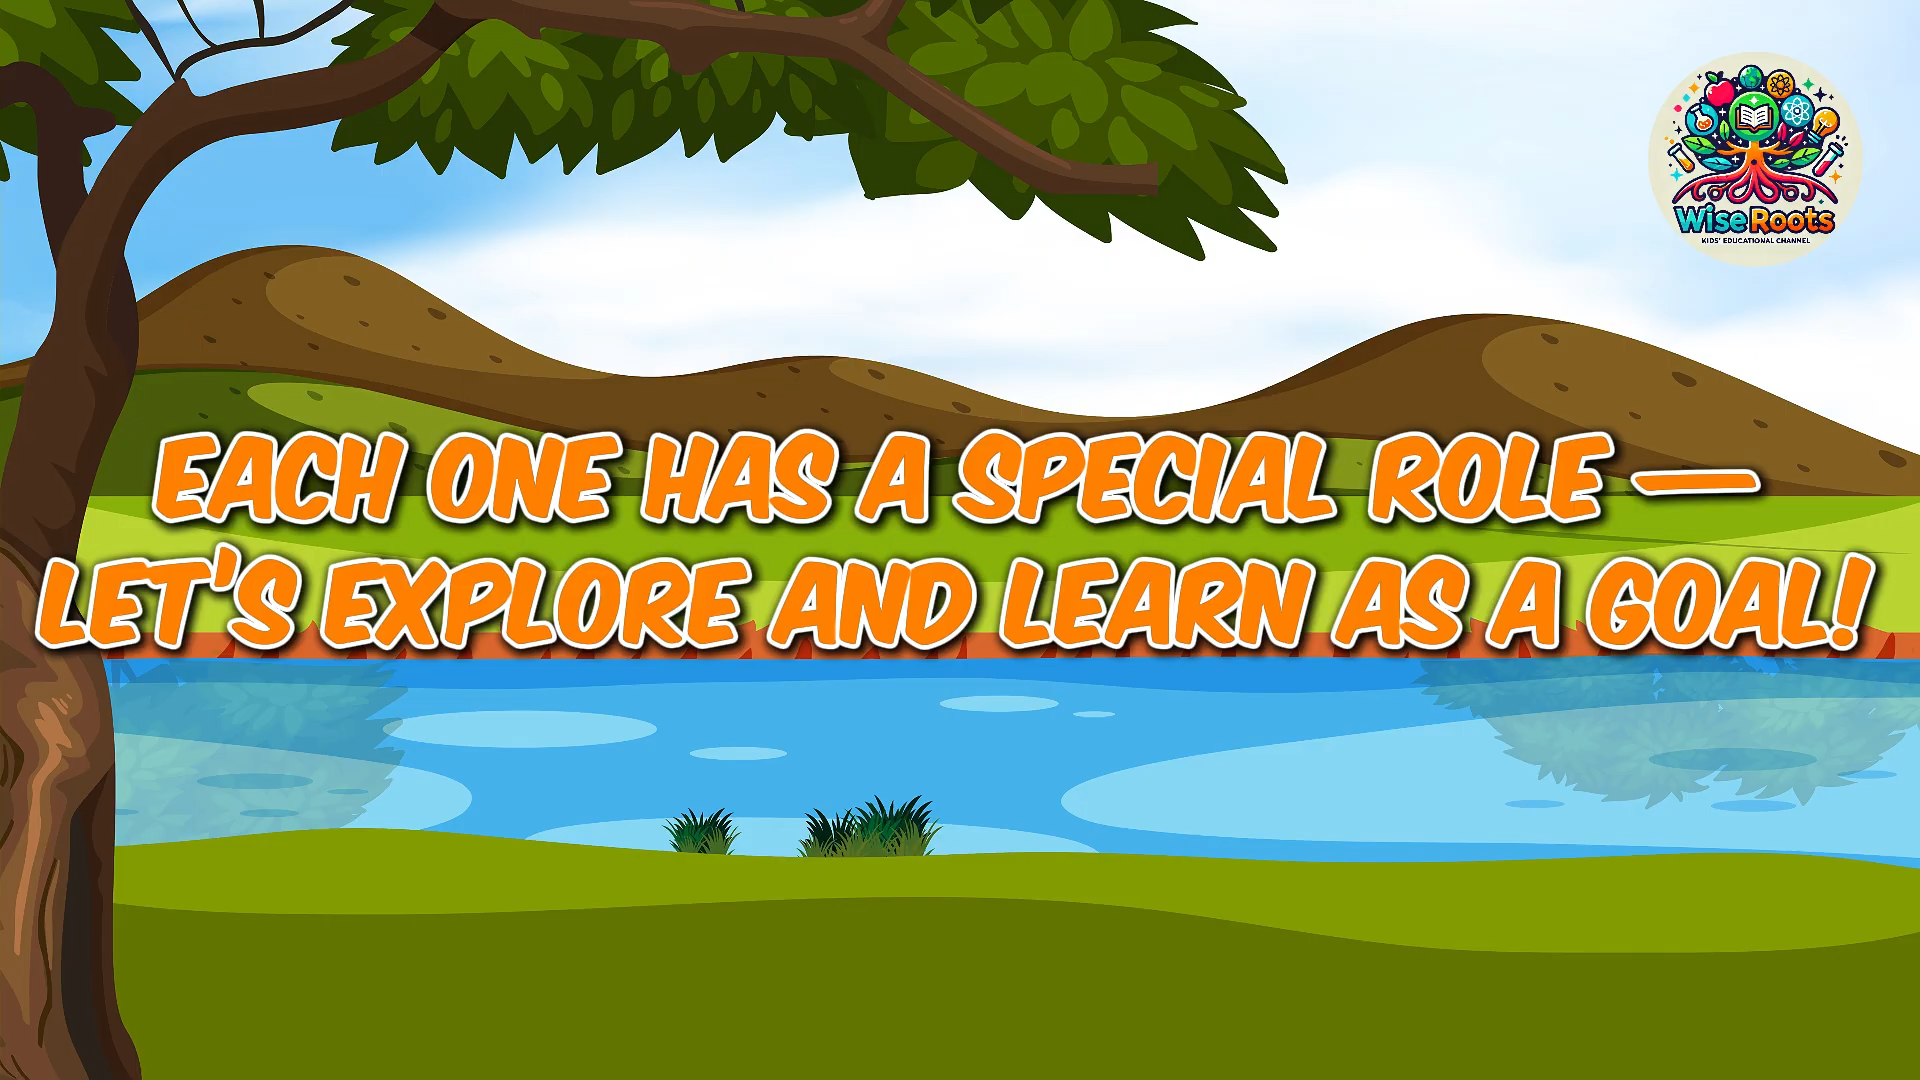 Wise Roots
KIDS' EDUCATIONAL CHANNEL
EACH ONE HAS A SPECIAL ROLE —
LET'S EXPLORE AND LEARN AS A GOAL!